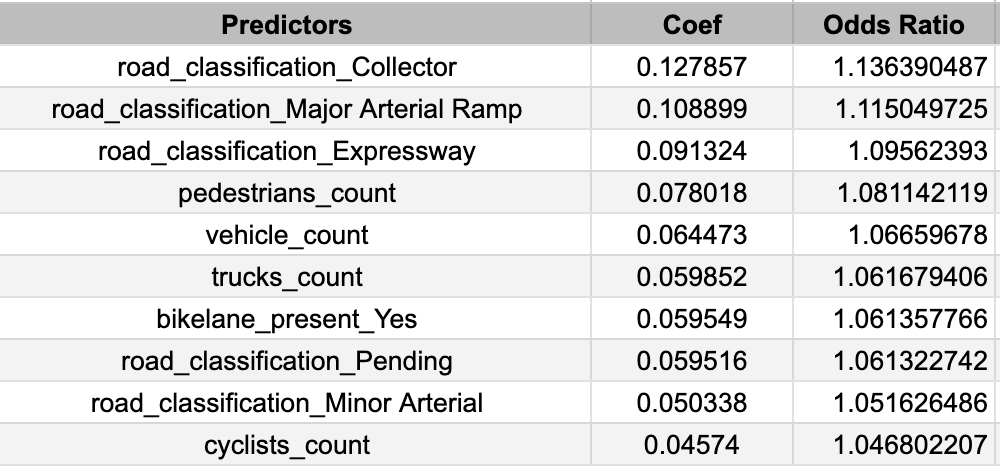 Predictors Coef Odds Ratio
road_classification_Collector 0.127857 1.136390487
road_classification_Major Arterial Ramp 0.108899 1.115049725
road_classification_Expressway 0.091324 1.09562393
pedestrians_count 0.078018 1.081142119
vehicle_count 0.064473 1.06659678
trucks_count 0.059852 1.061679406
bikelane_present_Yes 0.059549 1.061357766
road_classification_Pending 0.059516 1.061322742
road_classification_Minor Arterial 0.050338 1.051626486
cyclists_count 0.04574 1.046802207